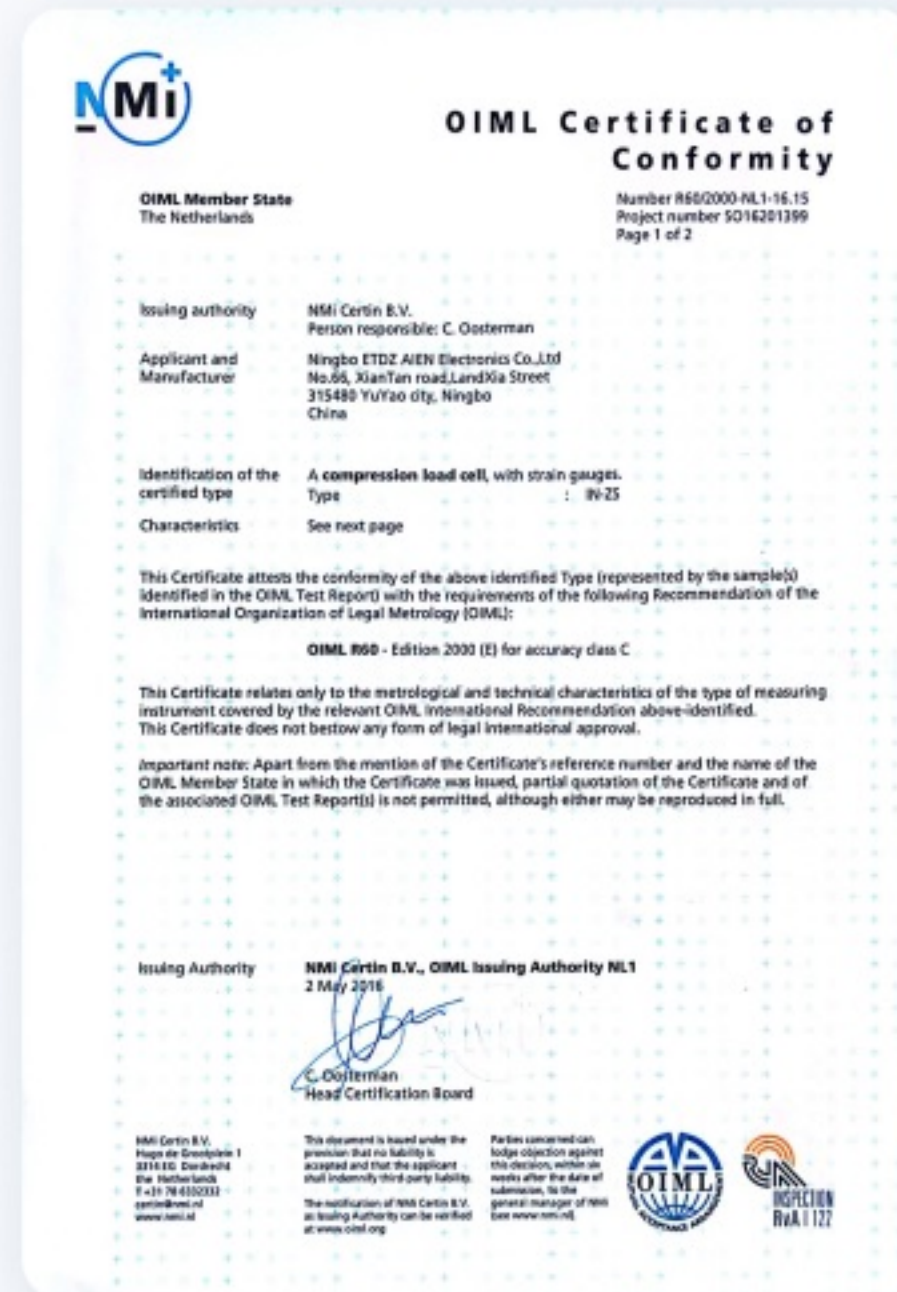 NMi
OIML Certificate of
Conformity
OIML Member State
The Netherlands
Number R60/2000-NL1-16.15
Project number SO16201399
Page 1 of 2
Issuing authority
NMi Certin B.V.
Person responsible: C. Oosterman
Applicant and
Manufacturer
Ningbo ETDZ AIEN Electronics Co.,Ltd
No.66, XianTan road,LandXia Street
315480 YuYao city, Ningbo
China
Identification of the
certified type
A compression load cell, with strain gauges.
Type : IN-ZS
Characteristics
See next page
This Certificate attests the conformity of the above identified Type (represented by the sample(s)
identified in the OIML Test Report) with the requirements of the following Recommendation of the
International Organization of Legal Metrology (OIML):
OIML R60 - Edition 2000 (E) for accuracy class C
This Certificate relates only to the metrological and technical characteristics of the type of measuring
instrument covered by the relevant OIML International Recommendation above-identified.
This Certificate does not bestow any form of legal international approval.
Important note: Apart from the mention of the Certificate's reference number and the name of the
OIML Member State in which the Certificate was issued, partial quotation of the Certificate and of
the associated OIML Test Report(s) is not permitted, although either may be reproduced in full.
Issuing Authority
NMi Certin B.V., OIML Issuing Authority NL1
2 May 2016
C. Oosterman
Head Certification Board
NMi Certin B.V.
Hugo de Grootplein 1
3314 EG Dordrecht
the Netherlands
T +31 78 6332332
certin@nmi.nl
www.nmi.nl
This document is issued under the
provision that no liability is
accepted and that the applicant
shall indemnify third-party liability.
The notification of NMi Certin B.V.
as Issuing Authority can be verified
at www.oiml.org
Parties concerned can
lodge objection against
this decision, within six
weeks after the date of
submission, to the
general manager of NMi
(see www.nmi.nl)
OIML
RvA
INSPECTION
RvA I 122